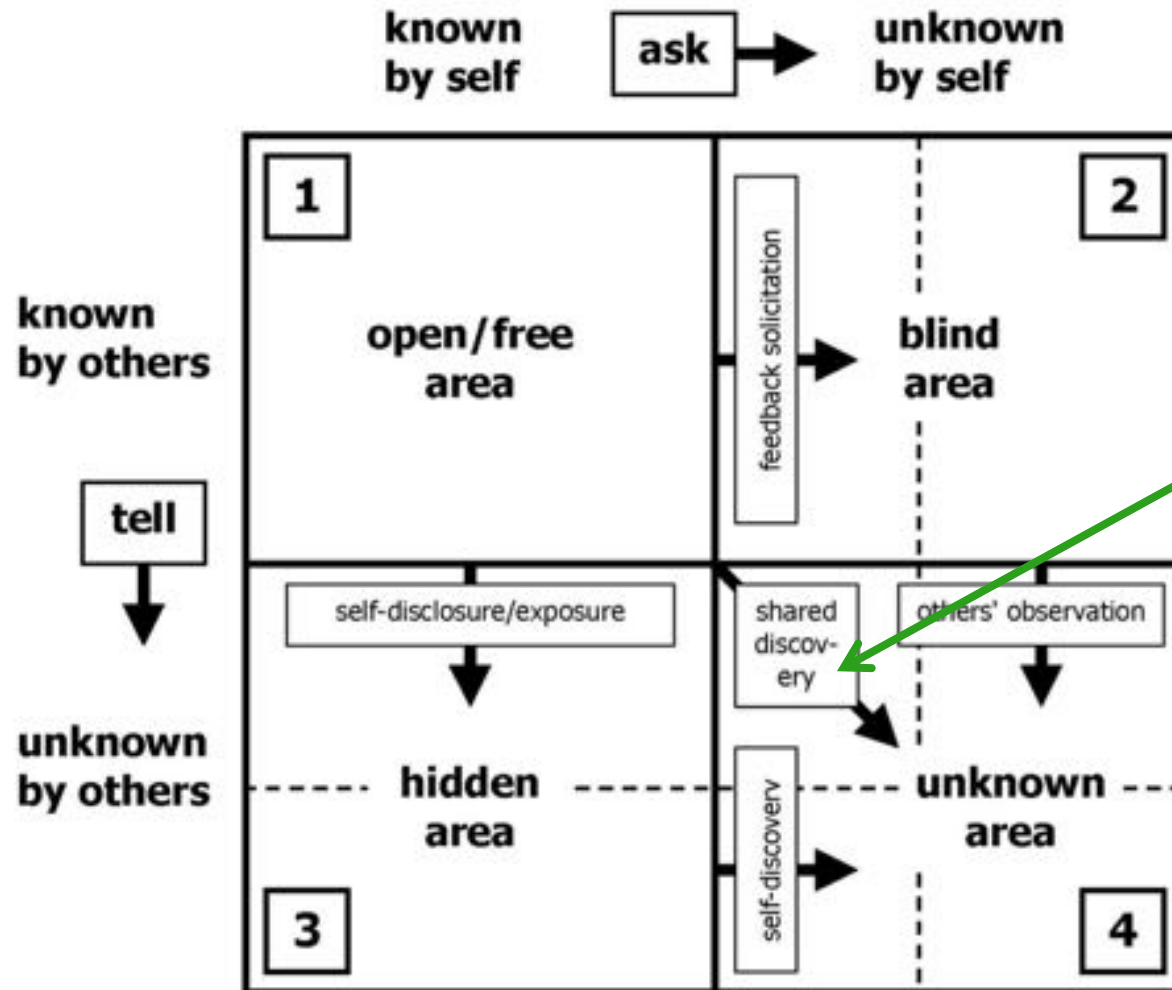 known
by self
ask
unknown
by self
1
2
known
by others
open/free
area
feedback solicitation
blind
area
tell
self-disclosure/exposure
shared
discov-
ery
others' observation
unknown
by others
hidden
area
self-discovery
unknown
area
3
4